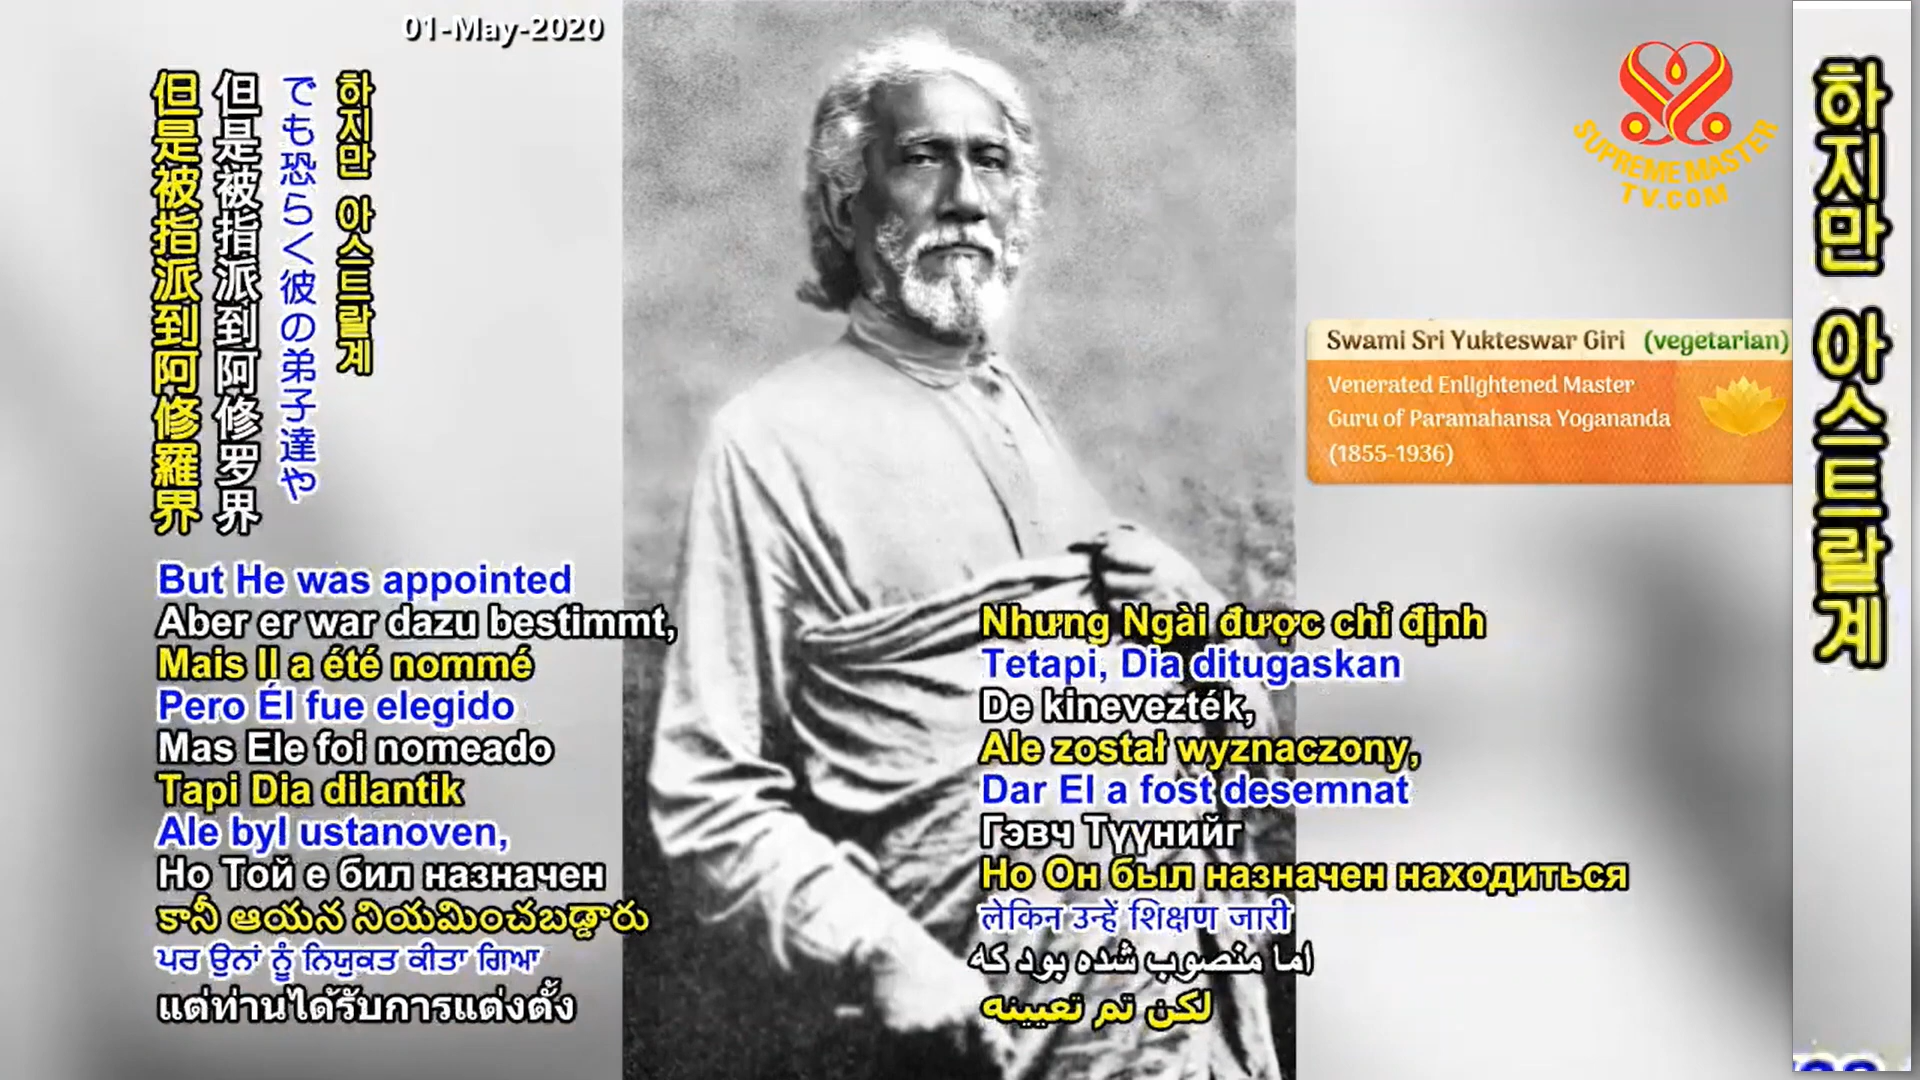 01-May-2020
但是被指派到阿修羅界
但是被指派到阿修罗界
でも恐らく彼の弟子達や
하지만 아스트랄계
SUPREME MASTER
TV.COM
하지만 아스트랄계
Swami Sri Yukteswar Giri (vegetarian)
Venerated Enlightened Master
Guru of Paramahansa Yogananda
(1855-1936)
But He was appointed
Aber er war dazu bestimmt,
Mais Il a été nommé
Pero Él fue elegido
Mas Ele foi nomeado
Tapi Dia dilantik
Ale byl ustanoven,
Но Той е бил назначен
కానీ ఆయన నియమించబడ్డారు
ਪਰ ਉਨਾਂ ਨੂੰ ਨਿਯੁਕਤ ਕੀਤਾ ਗਿਆ
แต่ท่านได้รับการแต่งตั้ง
Nhưng Ngài được chỉ định
Tetapi, Dia ditugaskan
De kinevezték,
Ale został wyznaczony,
Dar El a fost desemnat
Гэвч Түүнийг
Но Он был назначен находиться
लेकिन उन्हें शिक्षण जारी
اما منصوب شده بود که
لكن تم تعيينه